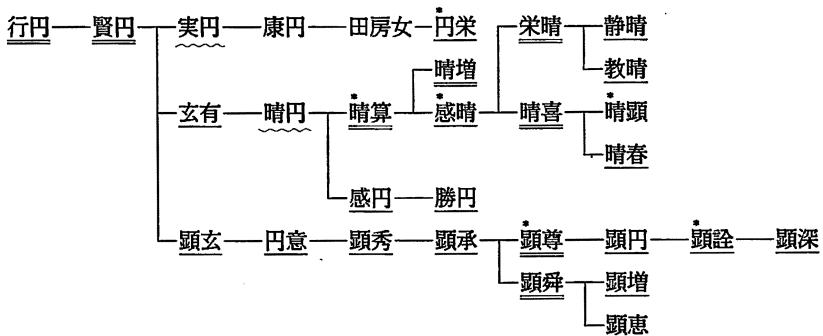 行円 賢円 実円 康円 田房女 *円栄 栄晴 静晴
晴増 教晴
玄有 晴円 *晴算 *感晴 晴喜 *晴顕
晴春
感円 勝円
顕玄 円意 顕秀 顕承 *顕尊 顕円 *顕詮 顕深
顕舜 顕増
顕恵